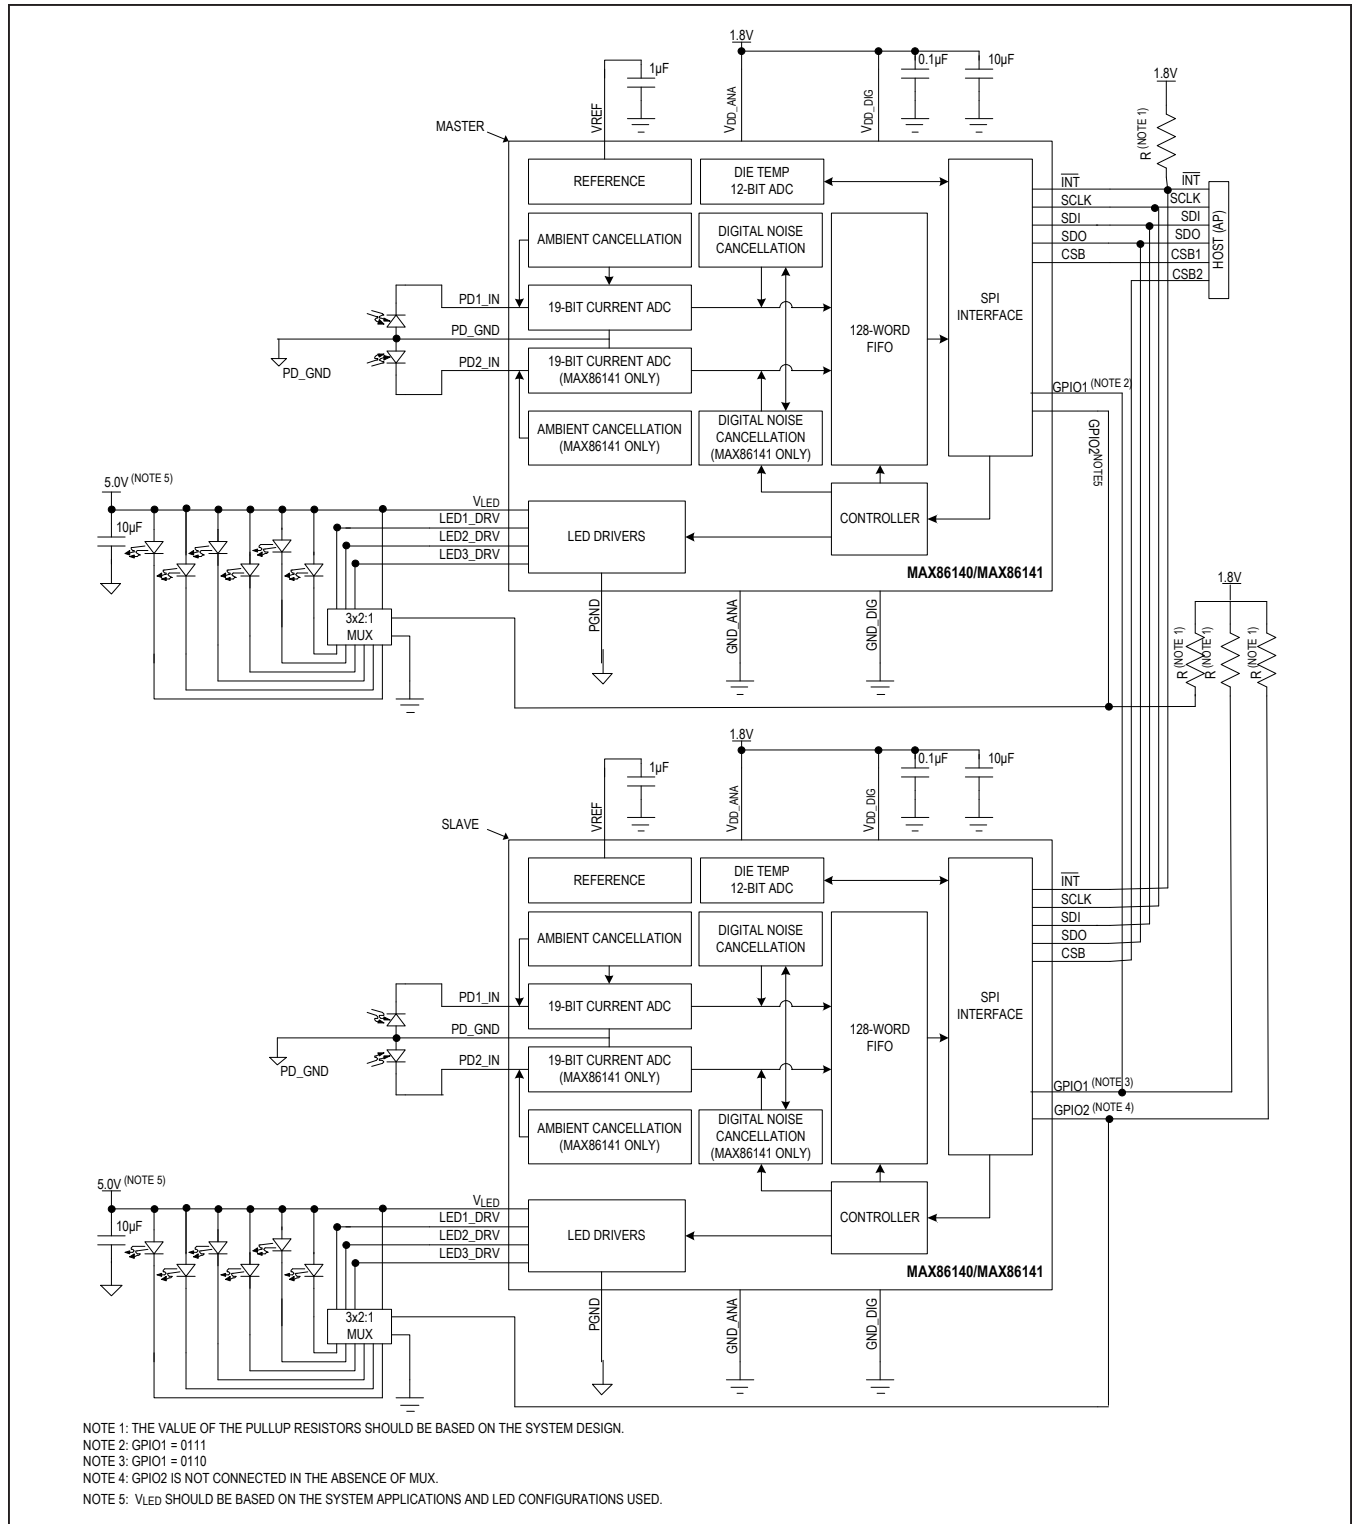 1.8V
1µF
0.1µF
10µF
1.8V
VREF
VDD_ANA
VDD_DIG
R (NOTE 1)
MASTER
REFERENCE
DIE TEMP
12-BIT ADC
INT
INT
SCLK
SCLK
SDI
SDI
SDO
SDO
CSB
CSB1
CSB2
HOST (AP)
AMBIENT CANCELLATION
DIGITAL NOISE
CANCELLATION
PD1_IN
19-BIT CURRENT ADC
SPI
INTERFACE
128-WORD
FIFO
PD_GND
PD_GND
PD2_IN
19-BIT CURRENT ADC
(MAX86141 ONLY)
GPIO1 (NOTE 2)
AMBIENT CANCELLATION
(MAX86141 ONLY)
DIGITAL NOISE
CANCELLATION
(MAX86141 ONLY)
GPIO2 NOTE5
5.0V (NOTE 5)
10µF
VLED
LED1_DRV
LED2_DRV
LED3_DRV
LED DRIVERS
CONTROLLER
MAX86140/MAX86141
3x2:1
MUX
PGND
GND_ANA
GND_DIG
1.8V
R (NOTE 1)
R (NOTE 1)
R (NOTE 1)
1.8V
1µF
0.1µF
10µF
VREF
VDD_ANA
VDD_DIG
SLAVE
REFERENCE
DIE TEMP
12-BIT ADC
INT
SCLK
SDI
SDO
CSB
AMBIENT CANCELLATION
DIGITAL NOISE
CANCELLATION
PD1_IN
19-BIT CURRENT ADC
SPI
INTERFACE
128-WORD
FIFO
PD_GND
PD_GND
PD2_IN
19-BIT CURRENT ADC
(MAX86141 ONLY)
GPIO1 (NOTE 3)
GPIO2 (NOTE 4)
AMBIENT CANCELLATION
(MAX86141 ONLY)
DIGITAL NOISE
CANCELLATION
(MAX86141 ONLY)
5.0V (NOTE 5)
10µF
VLED
LED1_DRV
LED2_DRV
LED3_DRV
LED DRIVERS
CONTROLLER
MAX86140/MAX86141
3x2:1
MUX
PGND
GND_ANA
GND_DIG
NOTE 1: THE VALUE OF THE PULLUP RESISTORS SHOULD BE BASED ON THE SYSTEM DESIGN.
NOTE 2: GPIO1 = 0111
NOTE 3: GPIO1 = 0110
NOTE 4: GPIO2 IS NOT CONNECTED IN THE ABSENCE OF MUX.
NOTE 5: VLED SHOULD BE BASED ON THE SYSTEM APPLICATIONS AND LED CONFIGURATIONS USED.